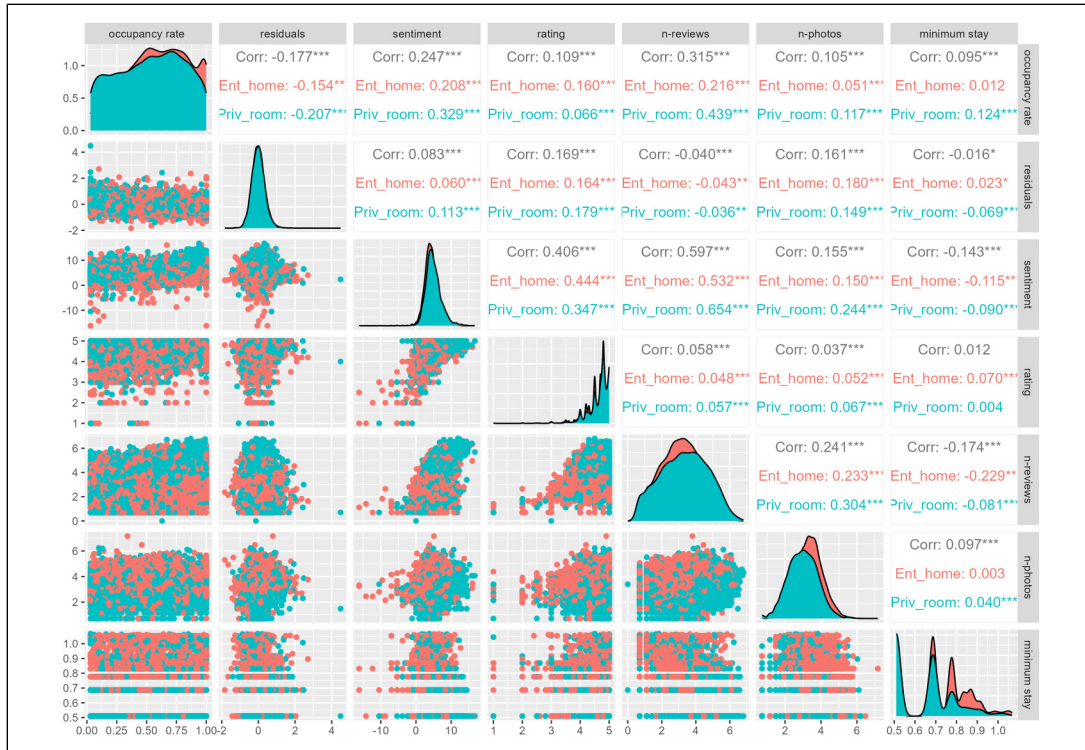 occupancy rate residuals sentiment rating n-reviews n-photos minimum stay
1.0
0.5
0.0
Corr: -0.177***
Ent_home: -0.154**
Priv_room: -0.207**
Corr: 0.247***
Ent_home: 0.208***
Priv_room: 0.329***
Corr: 0.109***
Ent_home: 0.160***
Priv_room: 0.066***
Corr: 0.315***
Ent_home: 0.216***
Priv_room: 0.439***
Corr: 0.105***
Ent_home: 0.051***
Priv_room: 0.117***
Corr: 0.095***
Ent_home: 0.012
Priv_room: 0.124***
occupancy rate
4
2
0
-2
Corr: 0.083***
Ent_home: 0.060***
Priv_room: 0.113***
Corr: 0.169***
Ent_home: 0.164***
Priv_room: 0.179***
Corr: -0.040***
Ent_home: -0.043**
Priv_room: -0.036**
Corr: 0.161***
Ent_home: 0.180***
Priv_room: 0.149***
Corr: -0.016*
Ent_home: 0.023*
Priv_room: -0.069***
residuals
10
0
-10
Corr: 0.406***
Ent_home: 0.444***
Priv_room: 0.347***
Corr: 0.597***
Ent_home: 0.532***
Priv_room: 0.654***
Corr: 0.155***
Ent_home: 0.150***
Priv_room: 0.244***
Corr: -0.143***
Ent_home: -0.115**
Priv_room: -0.090***
sentiment
5
4
3
2
1
Corr: 0.058***
Ent_home: 0.048***
Priv_room: 0.057***
Corr: 0.037***
Ent_home: 0.052***
Priv_room: 0.067***
Corr: 0.012
Ent_home: 0.070***
Priv_room: 0.004
rating
6
4
2
0
Corr: 0.241***
Ent_home: 0.233***
Priv_room: 0.304***
Corr: -0.174***
Ent_home: -0.229**
Priv_room: -0.081***
n-reviews
6
4
2
Corr: 0.097***
Ent_home: 0.003
Priv_room: 0.040***
n-photos
1.0
0.9
0.8
0.7
0.5
minimum stay
0.00 0.25 0.50 0.75 1.00 -2 0 2 4 -10 0 10 1 2 3 4 5 0 2 4 6 2 4 6 0.5 0.6 0.7 0.8 0.9 1.0